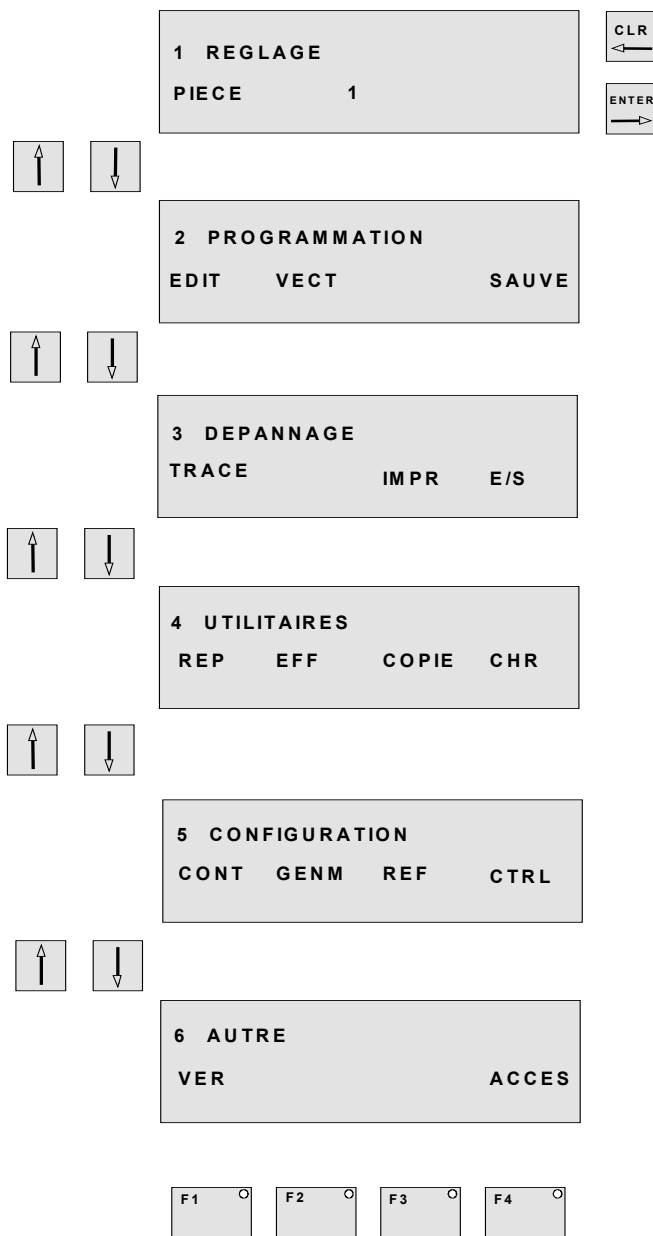 1 REGLAGE
PIECE 1
CLR
ENTER
2 PROGRAMMATION
EDIT VECT SAUVE
3 DEPANNAGE
TRACE IMPR E/S
4 UTILITAIRES
REP EFF COPIE CHR
5 CONFIGURATION
CONT GENM REF CTRL
6 AUTRE
VER ACCES
F1 F2 F3 F4